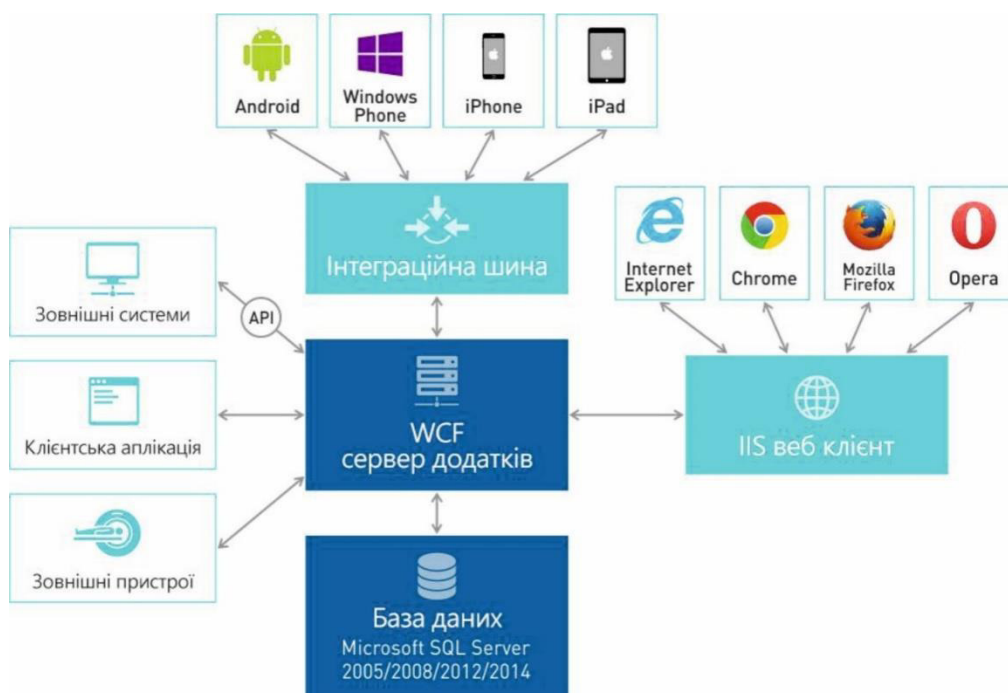 Android
Windows
Phone
iPhone
iPad
Інтеграційна шина
Internet
Explorer
Chrome
Mozilla
Firefox
Opera
Зовнішні системи
API
Клієнтська аплікація
WCF
сервер додатків
IIS веб клієнт
Зовнішні пристрої
База даних
Microsoft SQL Server
2005/2008/2012/2014